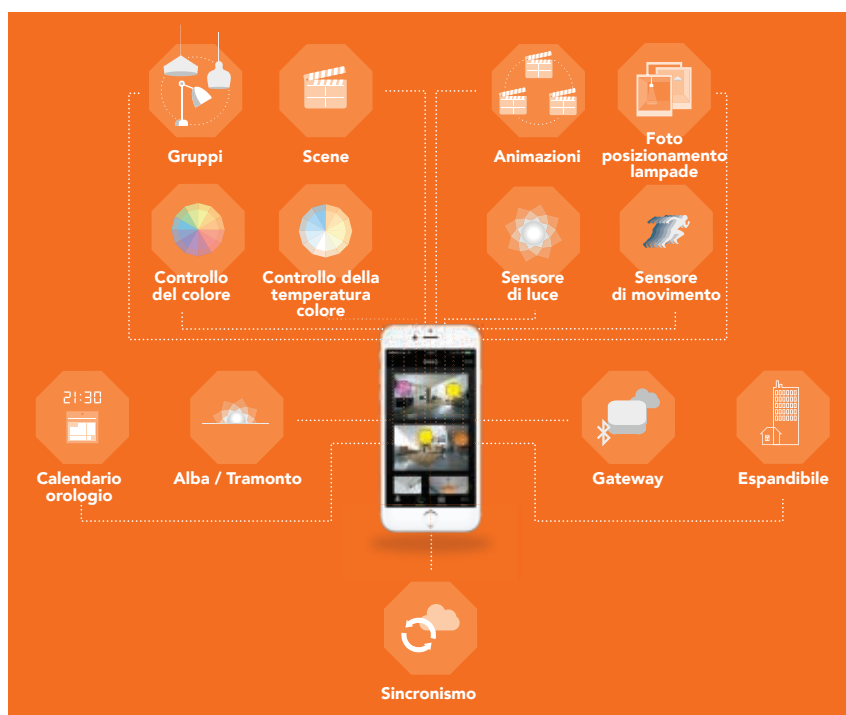 Gruppi
Scene
Animazioni
Foto
posizionamento
lampade
Controllo
del colore
Controllo della
temperatura
colore
Sensore
di luce
Sensore
di movimento
21:30
Calendario
orologio
Alba / Tramonto
Gateway
Espandibile
Sincronismo